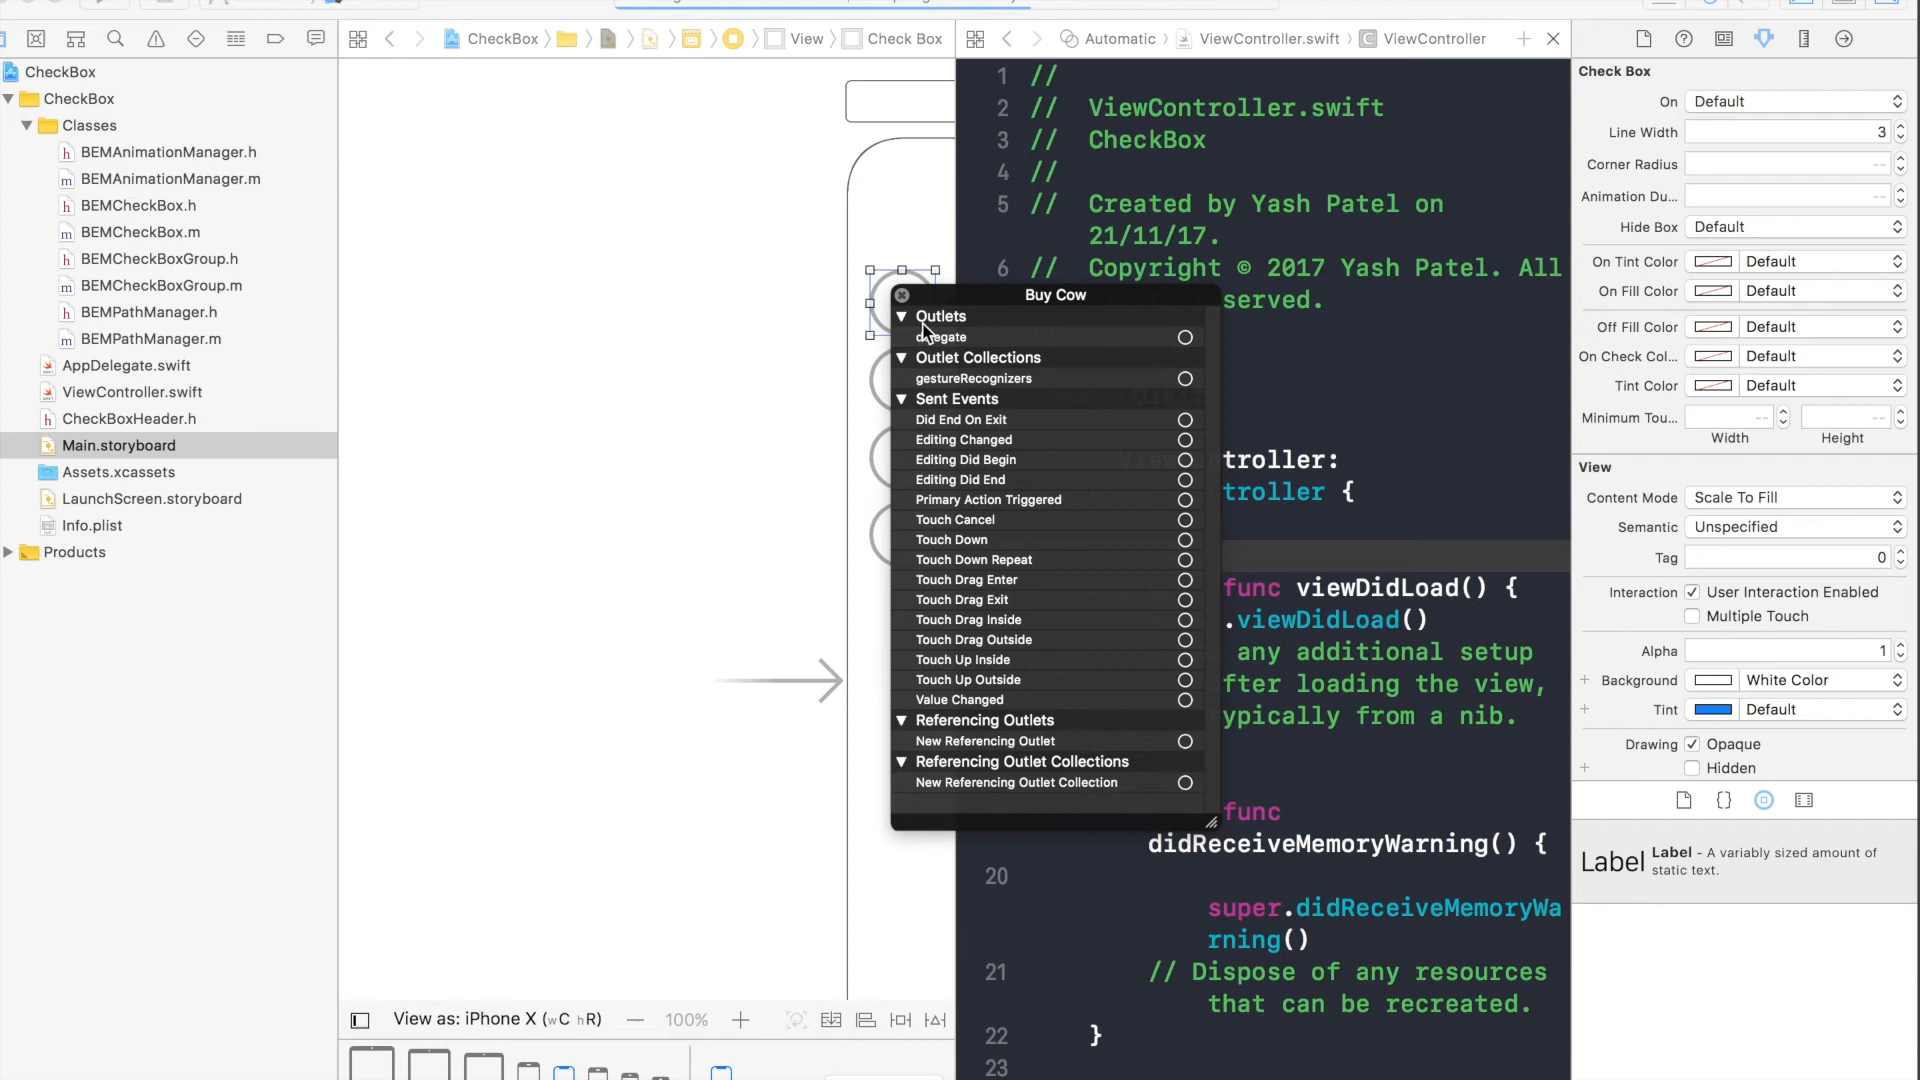 CheckBox
View
Check Box
Automatic
ViewController.swift
ViewController
CheckBox
CheckBox
Classes
BEMAnimationManager.h
BEMAnimationManager.m
BEMCheckBox.h
BEMCheckBox.m
BEMCheckBoxGroup.h
BEMCheckBoxGroup.m
BEMPathManager.h
BEMPathManager.m
AppDelegate.swift
ViewController.swift
CheckBoxHeader.h
Main.storyboard
Assets.xcassets
LaunchScreen.storyboard
Info.plist
Products
Buy Cow
Outlets
Outlet Collections
gestureRecognizers
Sent Events
Did End On Exit
Editing Changed
Editing Did Begin
Editing Did End
Primary Action Triggered
Touch Cancel
Touch Down
Touch Down Repeat
Touch Drag Enter
Touch Drag Exit
Touch Drag Inside
Touch Drag Outside
Touch Up Inside
Touch Up Outside
Value Changed
Referencing Outlets
New Referencing Outlet
Referencing Outlet Collections
New Referencing Outlet Collection
View as: iPhone X (wC hR)
100%
1 //
2 // ViewController.swift
3 // CheckBox
4 //
5 // Created by Yash Patel on
21/11/17.
6 // Copyright © 2017 Yash Patel. All
served.
troller:
troller {
func viewDidLoad() {
.viewDidLoad()
any additional setup
fter loading the view,
ypically from a nib.
func
didReceiveMemoryWarning() {
20
super.didReceiveMemoryWa
rning()
21 // Dispose of any resources
that can be recreated.
22 }
23
Check Box
On Default
Line Width 3
Corner Radius --
Animation Du... --
Hide Box Default
On Tint Color Default
On Fill Color Default
Off Fill Color Default
On Check Col... Default
Tint Color Default
Minimum Tou... -- --
Width Height
View
Content Mode Scale To Fill
Semantic Unspecified
Tag 0
Interaction User Interaction Enabled
Multiple Touch
Alpha 1
Background White Color
Tint Default
Drawing Opaque
Hidden
Label Label - A variably sized amount of
static text.